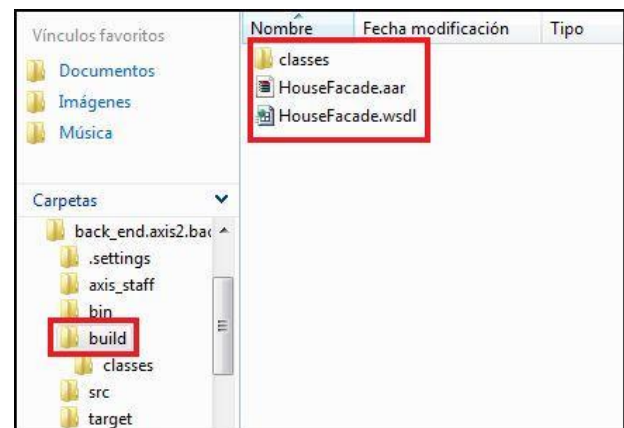 Vínculos favoritos
Documentos
Imágenes
Música
Carpetas
back_end.axis2.bac
.settings
axis_staff
bin
build
classes
src
target
Nombre Fecha modificación Tipo
classes
HouseFacade.aar
HouseFacade.wsdl